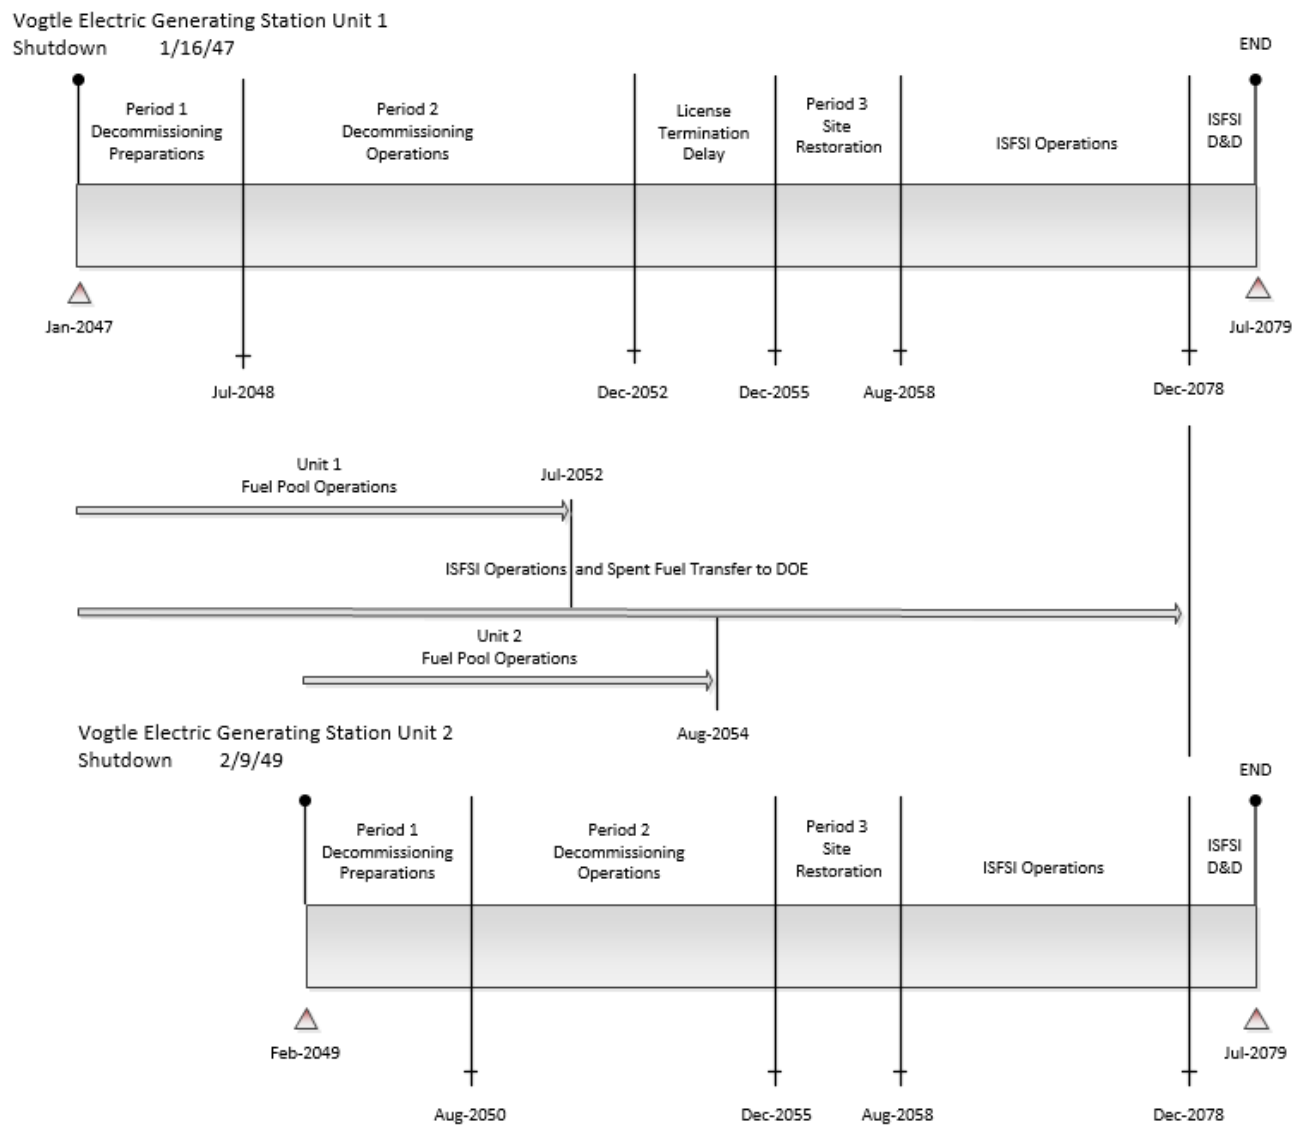 Vogtle Electric Generating Station Unit 1
Shutdown 1/16/47
END
Period 1
Decommissioning
Preparations
Period 2
Decommissioning
Operations
License
Termination
Delay
Period 3
Site
Restoration
ISFSI Operations
ISFSI
D&D
Jan-2047
Jul-2079
Jul-2048
Dec-2052
Dec-2055
Aug-2058
Dec-2078
Unit 1
Fuel Pool Operations
Jul-2052
ISFSI Operations and Spent Fuel Transfer to DOE
Unit 2
Fuel Pool Operations
Aug-2054
Vogtle Electric Generating Station Unit 2
Shutdown 2/9/49
END
Period 1
Decommissioning
Preparations
Period 2
Decommissioning
Operations
Period 3
Site
Restoration
ISFSI Operations
ISFSI
D&D
Feb-2049
Jul-2079
Aug-2050
Dec-2055
Aug-2058
Dec-2078